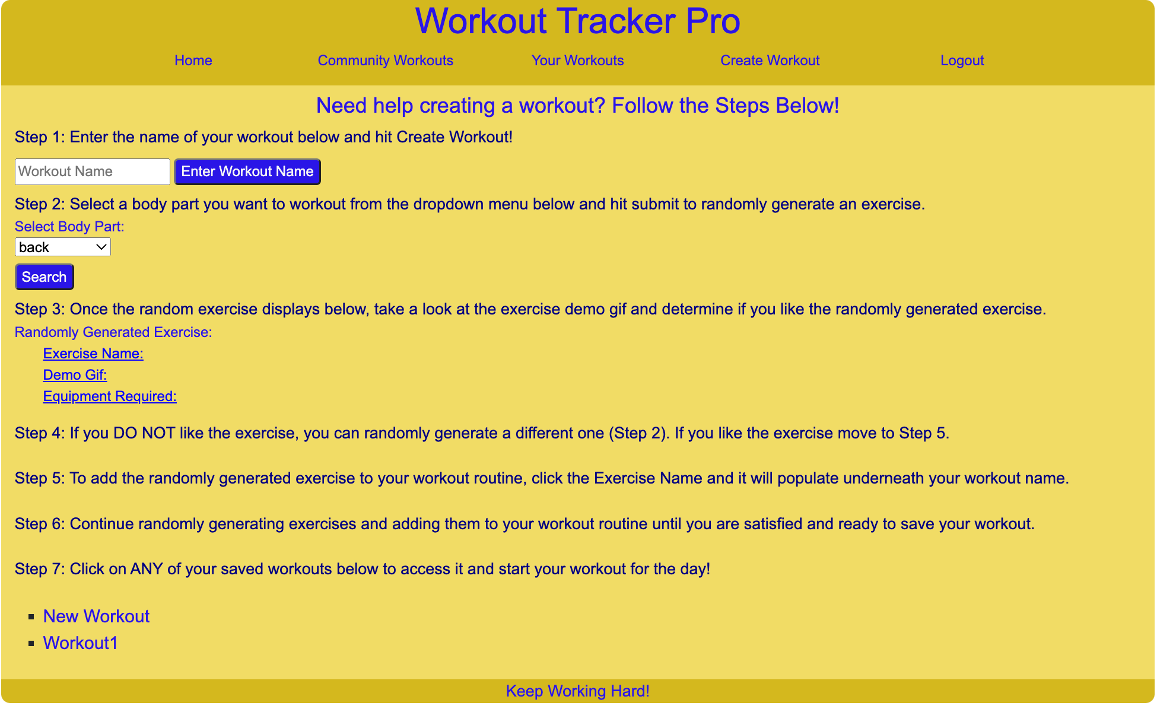 Workout Tracker Pro
Home Community Workouts Your Workouts Create Workout Logout
Need help creating a workout? Follow the Steps Below!
Step 1: Enter the name of your workout below and hit Create Workout!
Workout Name Enter Workout Name
Step 2: Select a body part you want to workout from the dropdown menu below and hit submit to randomly generate an exercise.
Select Body Part:
back
Search
Step 3: Once the random exercise displays below, take a look at the exercise demo gif and determine if you like the randomly generated exercise.
Randomly Generated Exercise:
Exercise Name:
Demo Gif:
Equipment Required:
Step 4: If you DO NOT like the exercise, you can randomly generate a different one (Step 2). If you like the exercise move to Step 5.
Step 5: To add the randomly generated exercise to your workout routine, click the Exercise Name and it will populate underneath your workout name.
Step 6: Continue randomly generating exercises and adding them to your workout routine until you are satisfied and ready to save your workout.
Step 7: Click on ANY of your saved workouts below to access it and start your workout for the day!
New Workout
Workout1
Keep Working Hard!